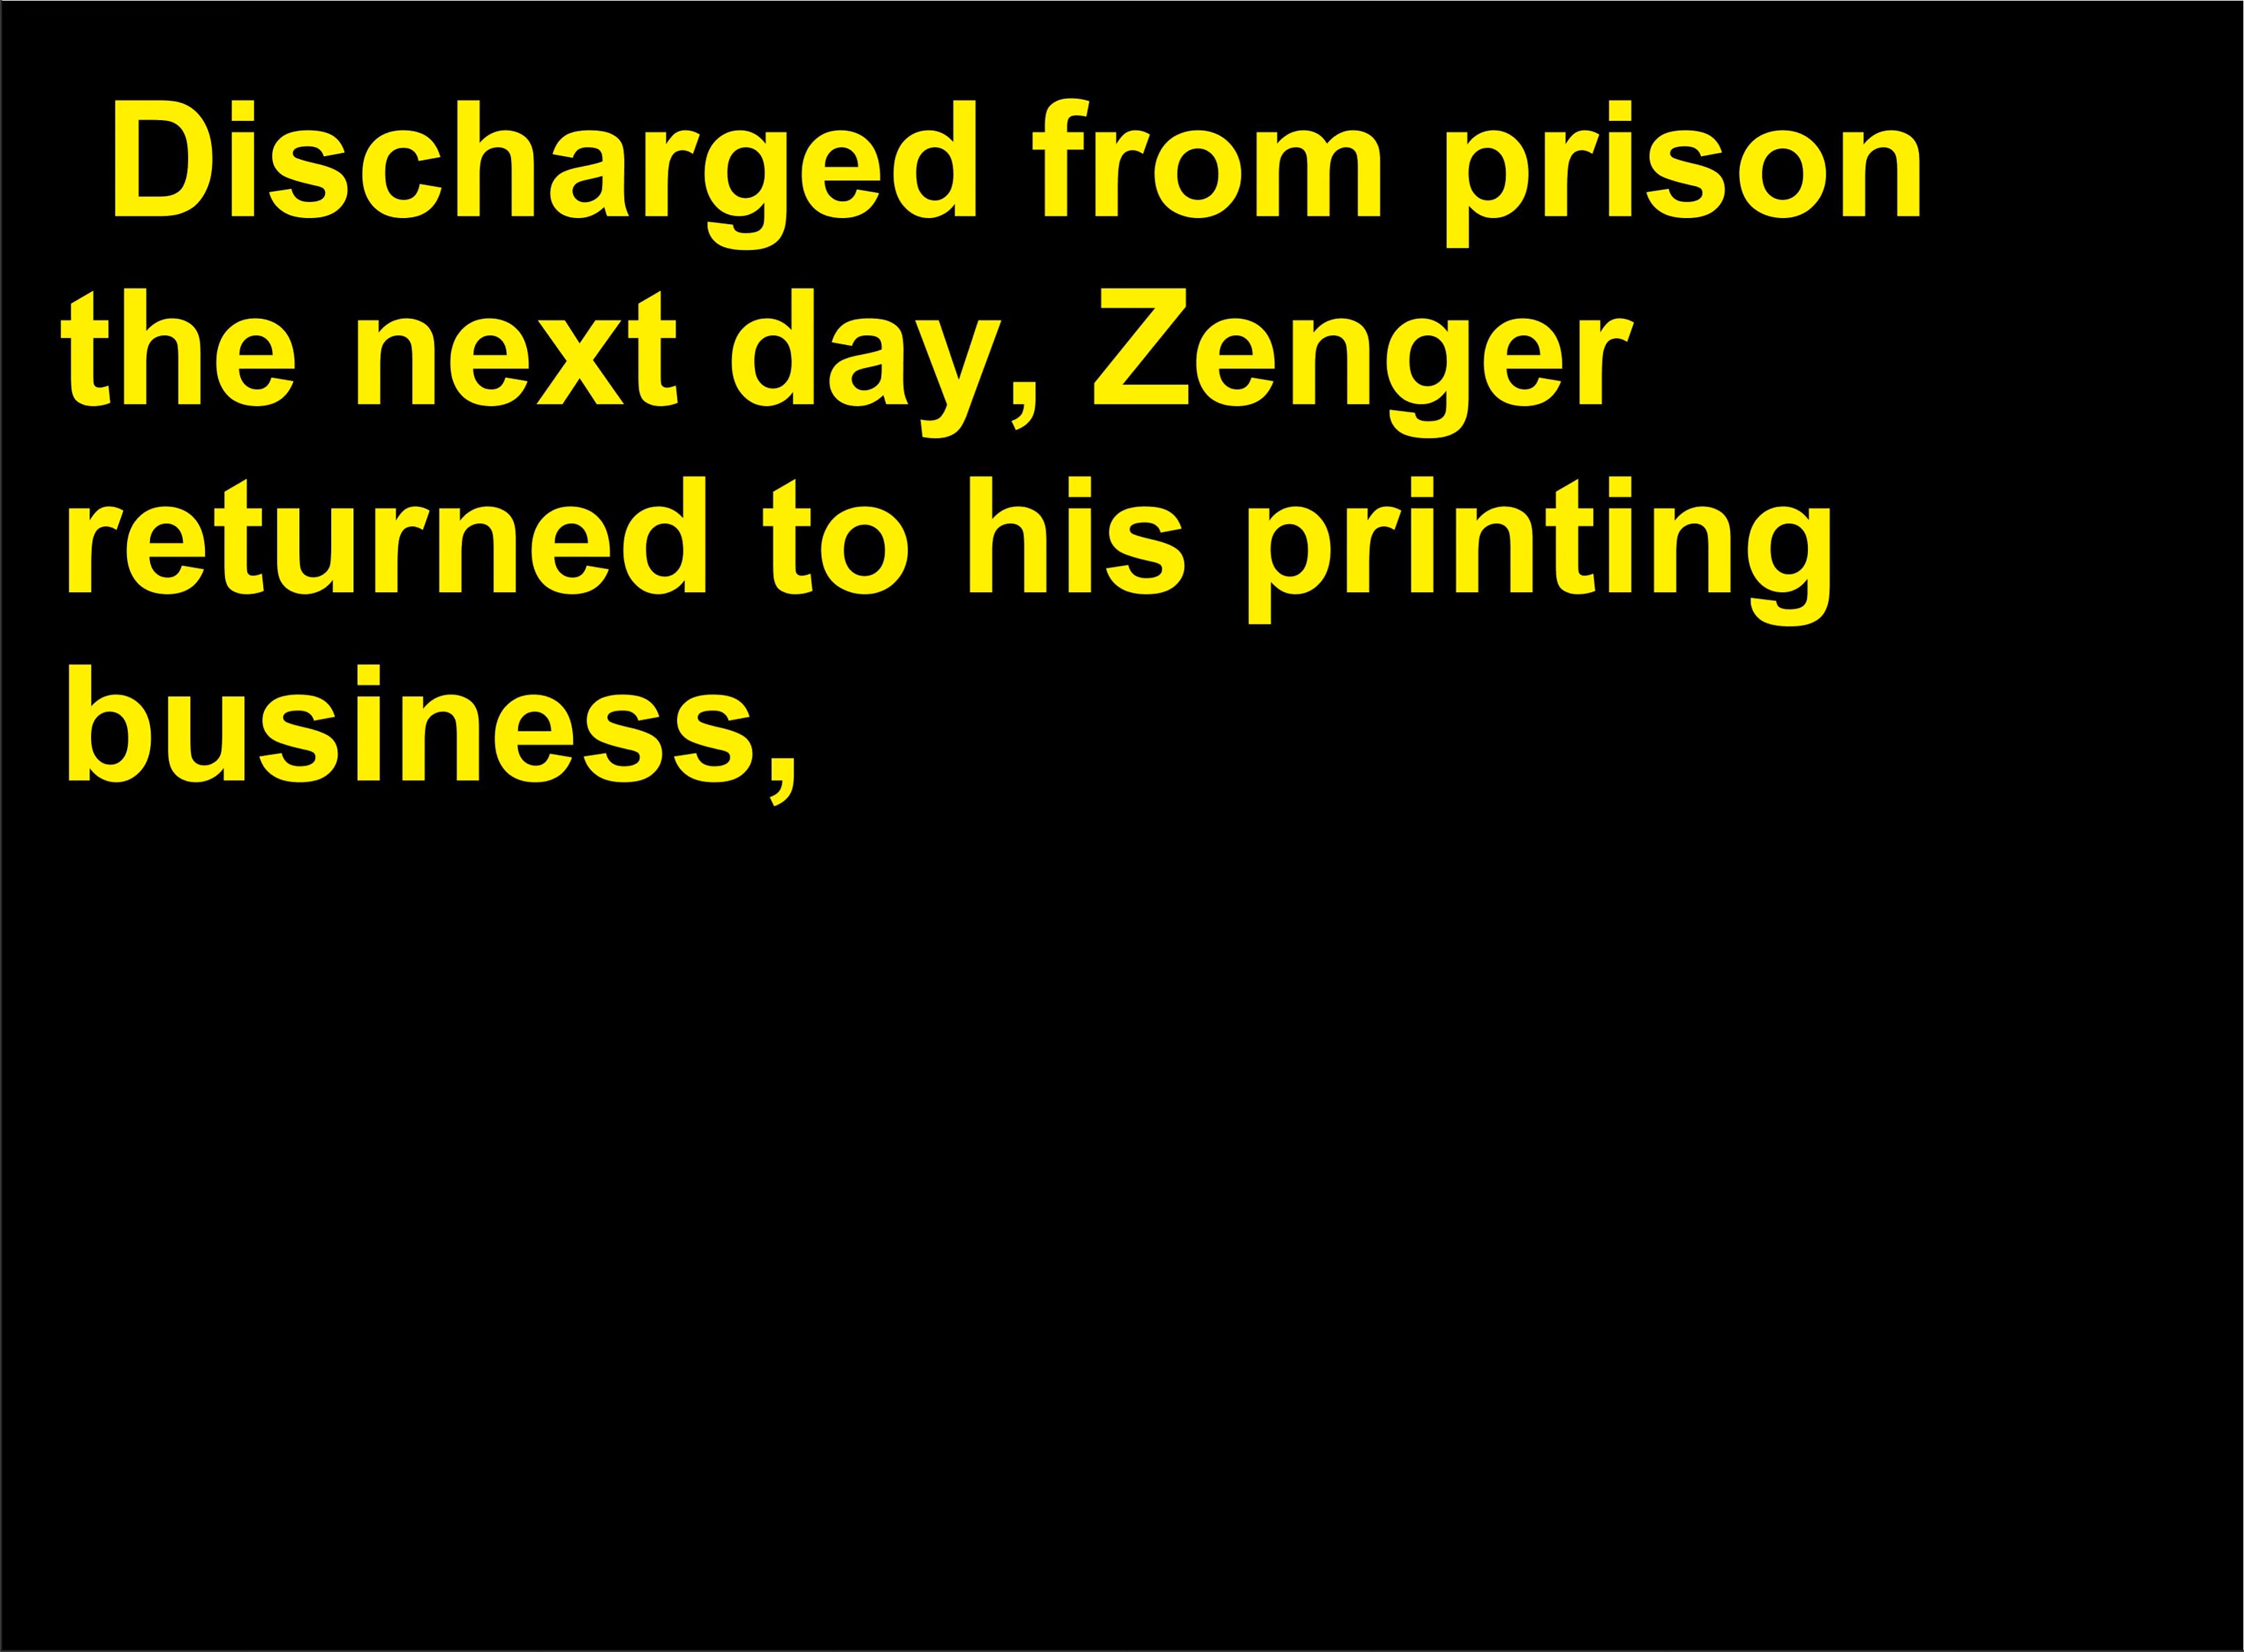 Discharged from prison
the next day, Zenger
returned to his printing
business,